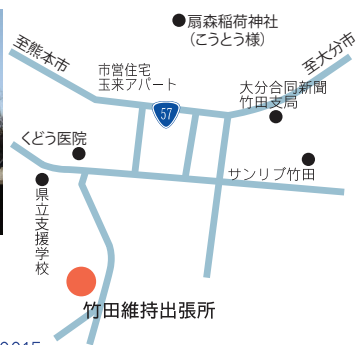 扇森稲荷神社
（こうとう様）
至熊本市
至大分市
市営住宅
玉来アパート
57
大分合同新聞
竹田支局
くどう医院
サンリブ竹田
県立支援学校
竹田維持出張所